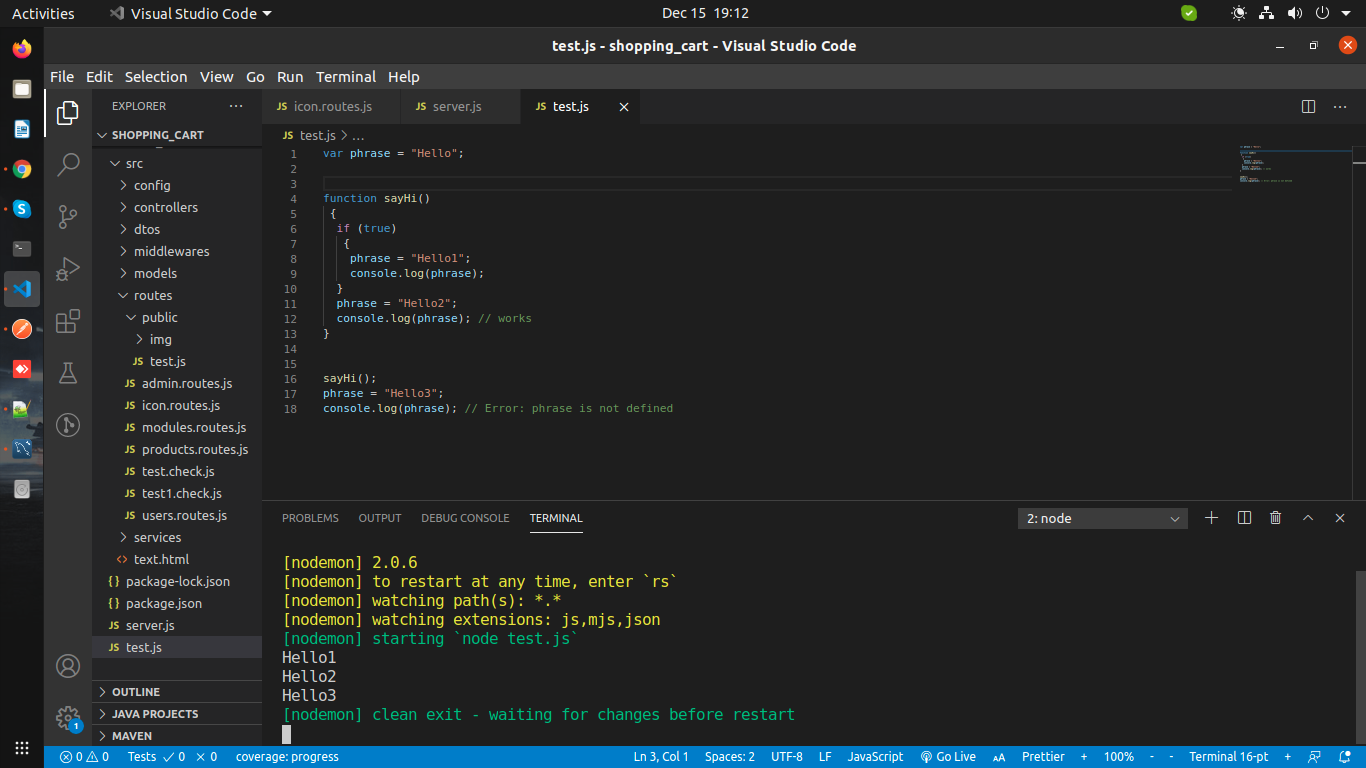 Activities Visual Studio Code Dec 15 19:12
test.js - shopping_cart - Visual Studio Code
File Edit Selection View Go Run Terminal Help
EXPLORER
SHOPPING_CART
src
config
controllers
dtos
middlewares
models
routes
public
img
JS test.js
JS admin.routes.js
JS icon.routes.js
JS modules.routes.js
JS products.routes.js
JS test.check.js
JS test1.check.js
JS users.routes.js
services
<> text.html
{} package-lock.json
{} package.json
JS server.js
JS test.js
OUTLINE
JAVA PROJECTS
MAVEN
1
JS icon.routes.js JS server.js JS test.js
JS test.js > ...
1 var phrase = "Hello";
2
3
4 function sayHi()
5 {
6 if (true)
7 {
8 phrase = "Hello1";
9 console.log(phrase);
10 }
11 phrase = "Hello2";
12 console.log(phrase); // works
13 }
14
15
16 sayHi();
17 phrase = "Hello3";
18 console.log(phrase); // Error: phrase is not defined
PROBLEMS OUTPUT DEBUG CONSOLE TERMINAL 2: node
[nodemon] 2.0.6
[nodemon] to restart at any time, enter `rs`
[nodemon] watching path(s): *.*
[nodemon] watching extensions: js,mjs,json
[nodemon] starting `node test.js`
Hello1
Hello2
Hello3
[nodemon] clean exit - waiting for changes before restart
0 0 Tests 0 0 coverage: progress Ln 3, Col 1 Spaces: 2 UTF-8 LF JavaScript Go Live AA Prettier + 100% - - Terminal 16-pt +